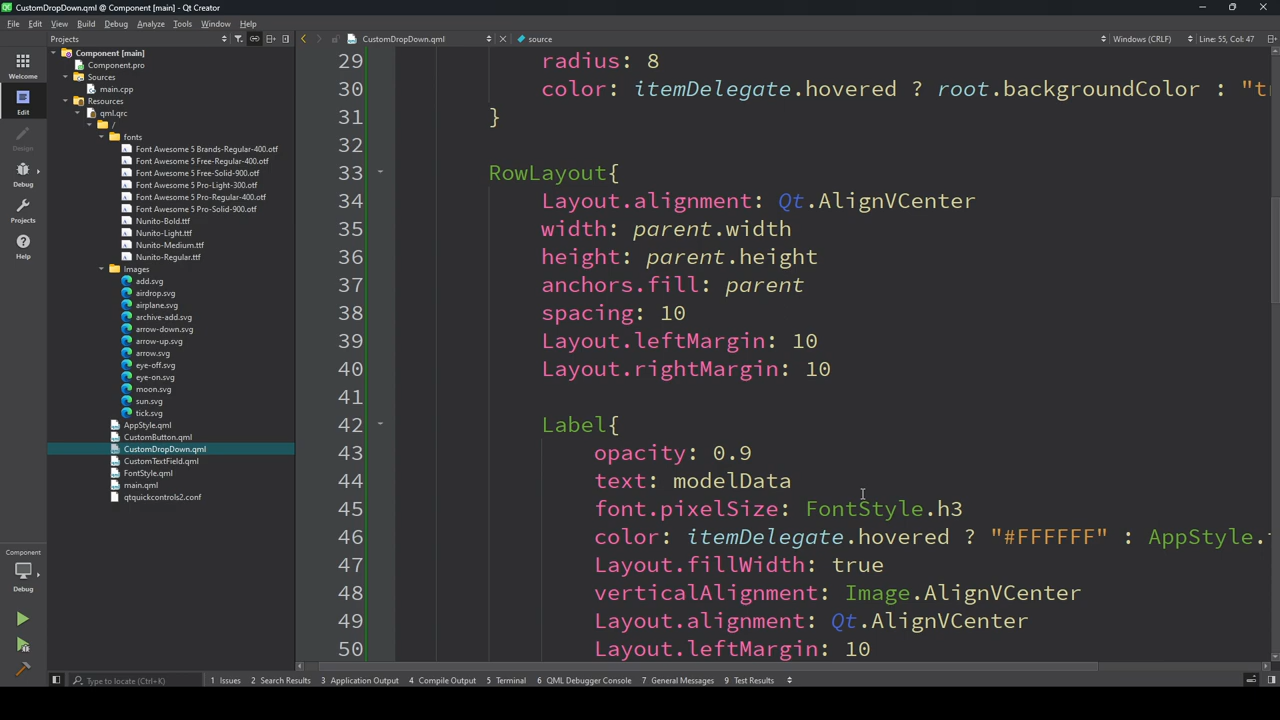 CustomDropDown.qml @ Component [main] - Qt Creator
File Edit View Build Debug Analyze Tools Window Help
Projects
CustomDropDown.qml
source
Windows (CRLF)
Line: 55, Col: 47
Welcome
Edit
Design
Debug
Projects
Help
Component
Debug
Component [main]
Component.pro
Sources
main.cpp
Resources
qml.qrc
/
fonts
Font Awesome 5 Brands-Regular-400.otf
Font Awesome 5 Free-Regular-400.otf
Font Awesome 5 Free-Solid-900.otf
Font Awesome 5 Pro-Light-300.otf
Font Awesome 5 Pro-Regular-400.otf
Font Awesome 5 Pro-Solid-900.otf
Nunito-Bold.ttf
Nunito-Light.ttf
Nunito-Medium.ttf
Nunito-Regular.ttf
Images
add.svg
airdrop.svg
airplane.svg
archive-add.svg
arrow-down.svg
arrow-up.svg
arrow.svg
eye-off.svg
eye-on.svg
moon.svg
sun.svg
tick.svg
AppStyle.qml
CustomButton.qml
CustomDropDown.qml
CustomTextField.qml
FontStyle.qml
main.qml
qtquickcontrols2.conf
29 radius: 8
30 color: itemDelegate.hovered ? root.backgroundColor : "tr
31 }
32
33 RowLayout{
34 Layout.alignment: Qt.AlignVCenter
35 width: parent.width
36 height: parent.height
37 anchors.fill: parent
38 spacing: 10
39 Layout.leftMargin: 10
40 Layout.rightMargin: 10
41
42 Label{
43 opacity: 0.9
44 text: modelData
45 font.pixelSize: FontStyle.h3
46 color: itemDelegate.hovered ? "#FFFFFF" : AppStyle.
47 Layout.fillWidth: true
48 verticalAlignment: Image.AlignVCenter
49 Layout.alignment: Qt.AlignVCenter
50 Layout.leftMargin: 10
Type to locate (Ctrl+K)
1 Issues 2 Search Results 3 Application Output 4 Compile Output 5 Terminal 6 QML Debugger Console 7 General Messages 9 Test Results